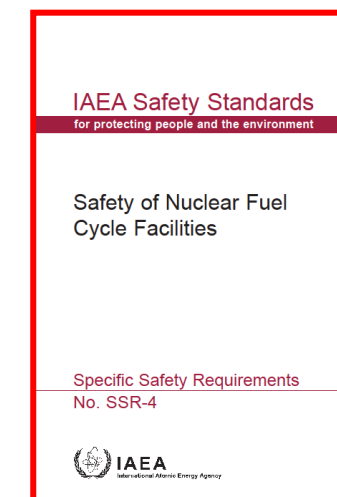 IAEA Safety Standards
for protecting people and the environment
Safety of Nuclear Fuel
Cycle Facilities
Specific Safety Requirements
No. SSR-4
IAEA
International Atomic Energy Agency